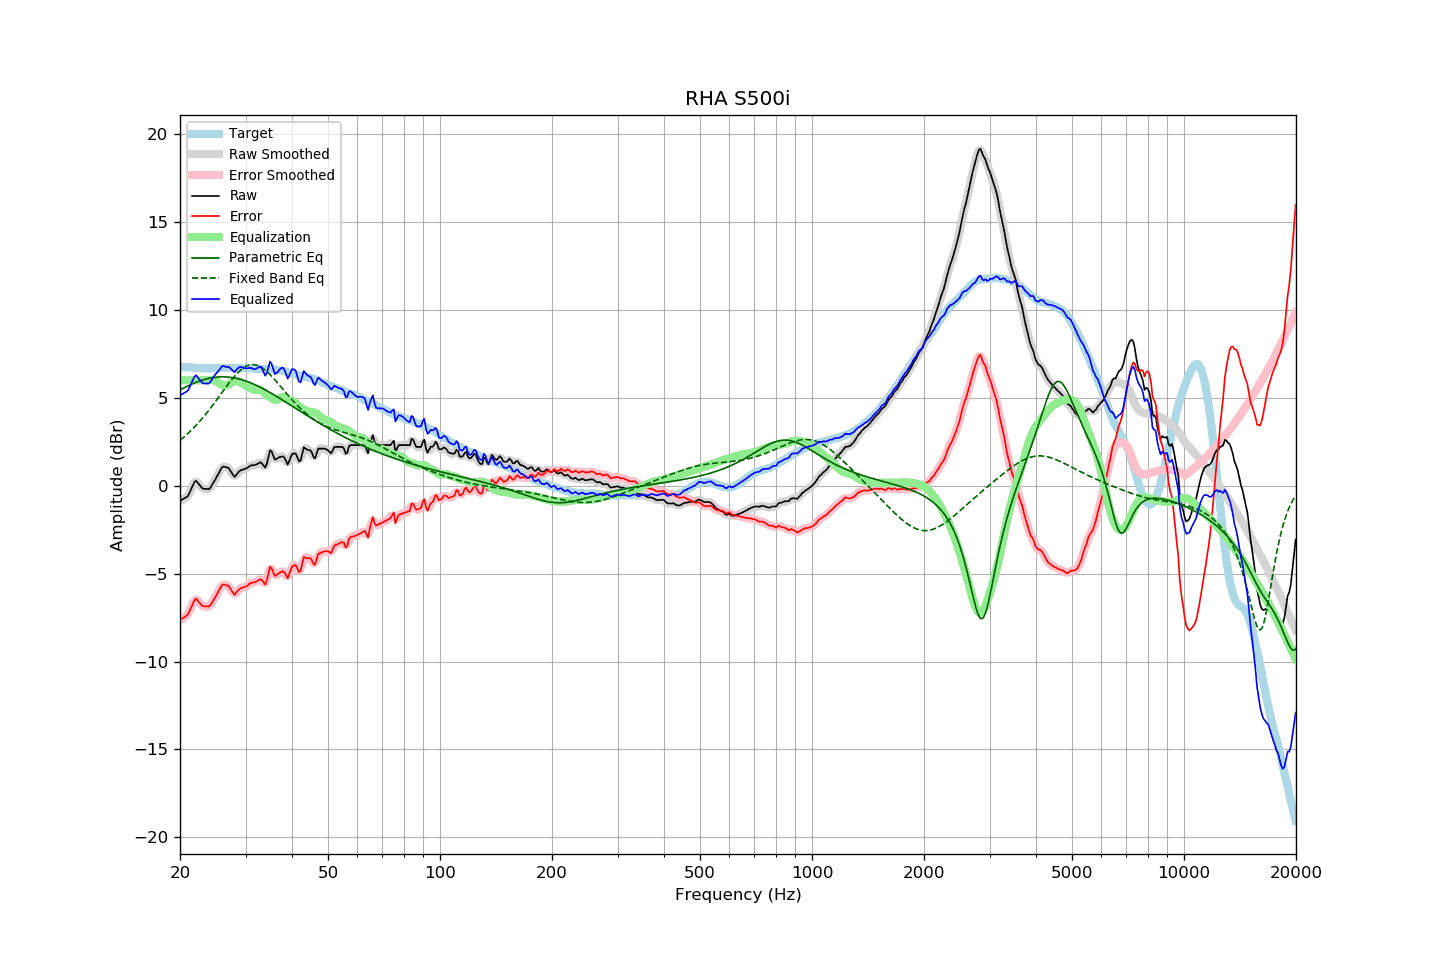 RHA S500i
Target
Raw Smoothed
Error Smoothed
Raw
Error
Equalization
Parametric Eq
Fixed Band Eq
Equalized
20
15
10
5
0
−5
−10
−15
−20
Amplitude (dBr)
20 50 100 200 500 1000 2000 5000 10000 20000
Frequency (Hz)